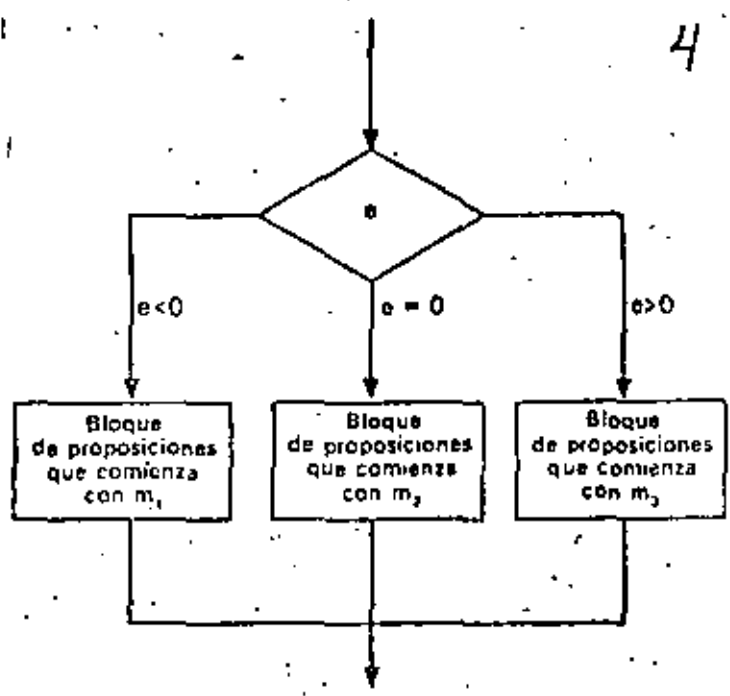 4
e
e<0
e = 0
e>0
Bloque
de proposiciones
que comienza
con m₁
Bloque
de proposiciones
que comienza
con m₂
Bloque
de proposiciones
que comienza
con m₃